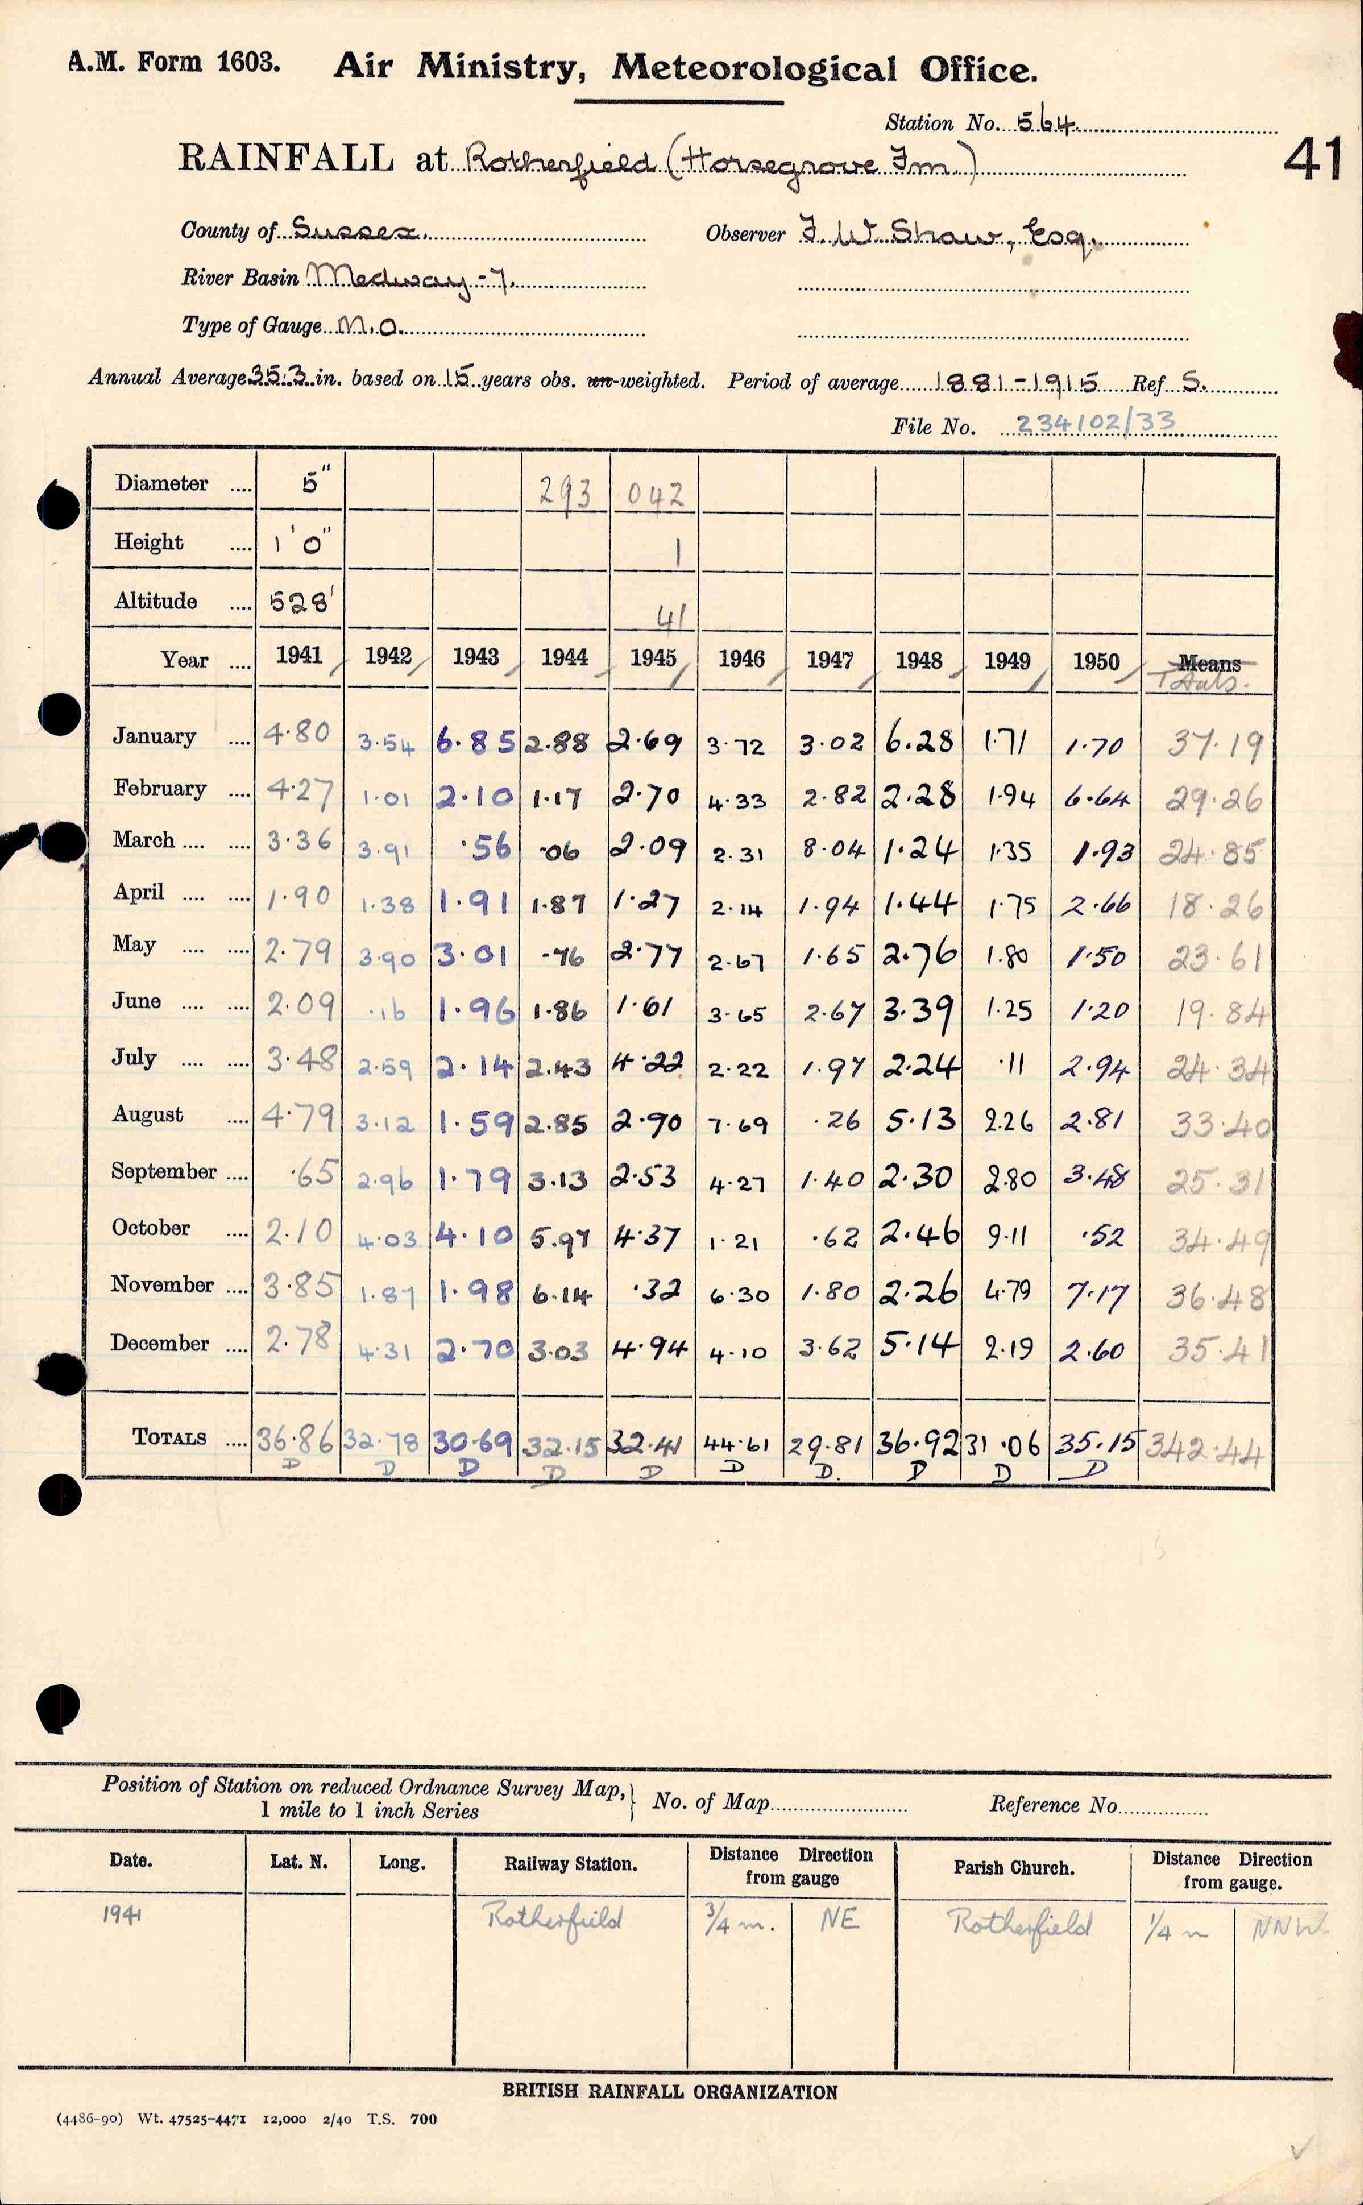 A.M. Form 1603. Air Ministry, Meteorological Office.
Station No. 564
41
RAINFALL at Rotherfield (Horsegrove Fm.)
County of Sussex. Observer F. W. Shaw, Esq.
River Basin Medway - 7.
Type of Gauge M.O.
Annual Average 35.3 in. based on 15 years obs. un-weighted. Period of average 1881-1915 Ref S.
File No. 234102/33
Diameter .... 5" 293 042
Height .... 1'0" 1
Altitude .... 528' 41
Year .... 1941 1942 1943 1944 1945 1946 1947 1948 1949 1950 Means
Totals.
January .... 4.80 3.54 6.85 2.88 2.69 3.72 3.02 6.28 1.71 1.70 37.19
February .... 4.27 1.01 2.10 1.17 2.70 4.33 2.82 2.28 1.94 6.64 29.26
March .... .... 3.36 3.91 .56 .06 2.09 2.31 8.04 1.24 1.35 1.93 24.85
April .... .... 1.90 1.38 1.91 1.87 1.27 2.14 1.94 1.44 1.75 2.66 18.26
May .... .... 2.79 3.90 3.01 .76 2.77 2.67 1.65 2.76 1.80 1.50 23.61
June .... .... 2.09 .16 1.96 1.86 1.61 3.65 2.67 3.39 1.25 1.20 19.84
July .... .... 3.48 2.59 2.14 2.43 4.22 2.22 1.97 2.24 .11 2.94 24.34
August .... 4.79 3.12 1.59 2.85 2.90 7.69 .26 5.13 2.26 2.81 33.40
September .... .65 2.96 1.79 3.13 2.53 4.27 1.40 2.30 2.80 3.48 25.31
October .... 2.10 4.03 4.10 5.97 4.37 1.21 .62 2.46 9.11 .52 34.49
November .... 3.85 1.87 1.98 6.14 .32 6.30 1.80 2.26 4.79 7.17 36.48
December .... 2.78 4.31 2.70 3.03 4.94 4.10 3.62 5.14 2.19 2.60 35.41
TOTALS .... 36.86 32.78 30.69 32.15 32.41 44.61 29.81 36.92 31.06 35.15 342.44
D D D D D D D. D D D
Position of Station on reduced Ordnance Survey Map, } No. of Map Reference No.
1 mile to 1 inch Series
Date. Lat. N. Long. Railway Station. Distance Direction from gauge Parish Church. Distance Direction from gauge.
1941 Rotherfield 3/4 m. NE Rotherfield 1/4 m NNW
BRITISH RAINFALL ORGANIZATION
(4486-90) Wt. 47525-4471 12,000 2/40 T.S. 700